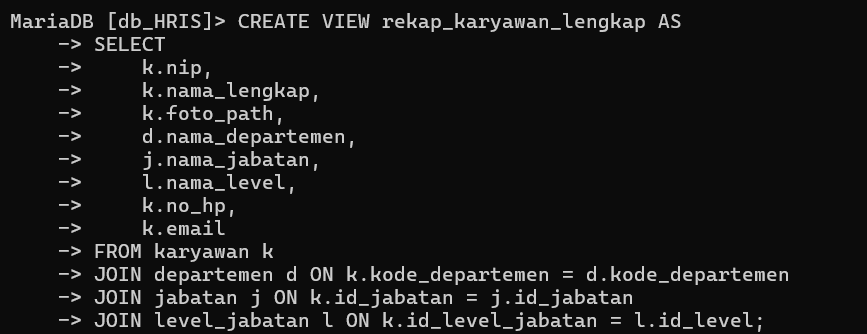 MariaDB [db_HRIS]> CREATE VIEW rekap_karyawan_lengkap AS
    -> SELECT
    ->     k.nip,
    ->     k.nama_lengkap,
    ->     k.foto_path,
    ->     d.nama_departemen,
    ->     j.nama_jabatan,
    ->     l.nama_level,
    ->     k.no_hp,
    ->     k.email
    -> FROM karyawan k
    -> JOIN departemen d ON k.kode_departemen = d.kode_departemen
    -> JOIN jabatan j ON k.id_jabatan = j.id_jabatan
    -> JOIN level_jabatan l ON k.id_level_jabatan = l.id_level;